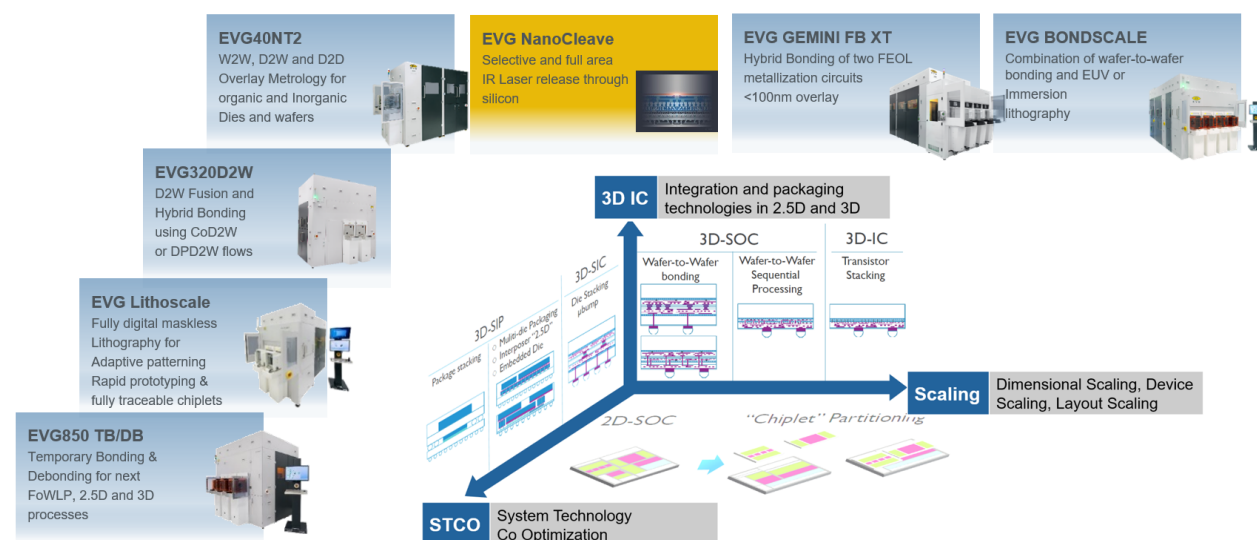 EVG40NT2
W2W, D2W and D2D
Overlay Metrology for
organic and Inorganic
Dies and wafers
EVG NanoCleave
Selective and full area
IR Laser release through
silicon
EVG GEMINI FB XT
Hybrid Bonding of two FEOL
metallization circuits
<100nm overlay
EVG BONDSCALE
Combination of wafer-to-wafer
bonding and EUV or
Immersion
lithography
EVG320D2W
D2W Fusion and
Hybrid Bonding
using CoD2W
or DPD2W flows
EVG Lithoscale
Fully digital maskless
Lithography for
Adaptive patterning
Rapid prototyping &
fully traceable chiplets
EVG850 TB/DB
Temporary Bonding &
Debonding for next
FoWLP, 2.5D and 3D
processes
3D IC
Integration and packaging
technologies in 2.5D and 3D
3D-SOC
3D-IC
Wafer-to-Wafer
bonding
Wafer-to-Wafer
Sequential
Processing
Transistor
Stacking
3D-SIC
Die Stacking
µbump
3D-SIP
Package stacking
Multi-die Packaging
Interposer "2.5D"
Embedded Die
Scaling
Dimensional Scaling, Device
Scaling, Layout Scaling
2D-SOC
"Chiplet" Partitioning
STCO
System Technology
Co Optimization